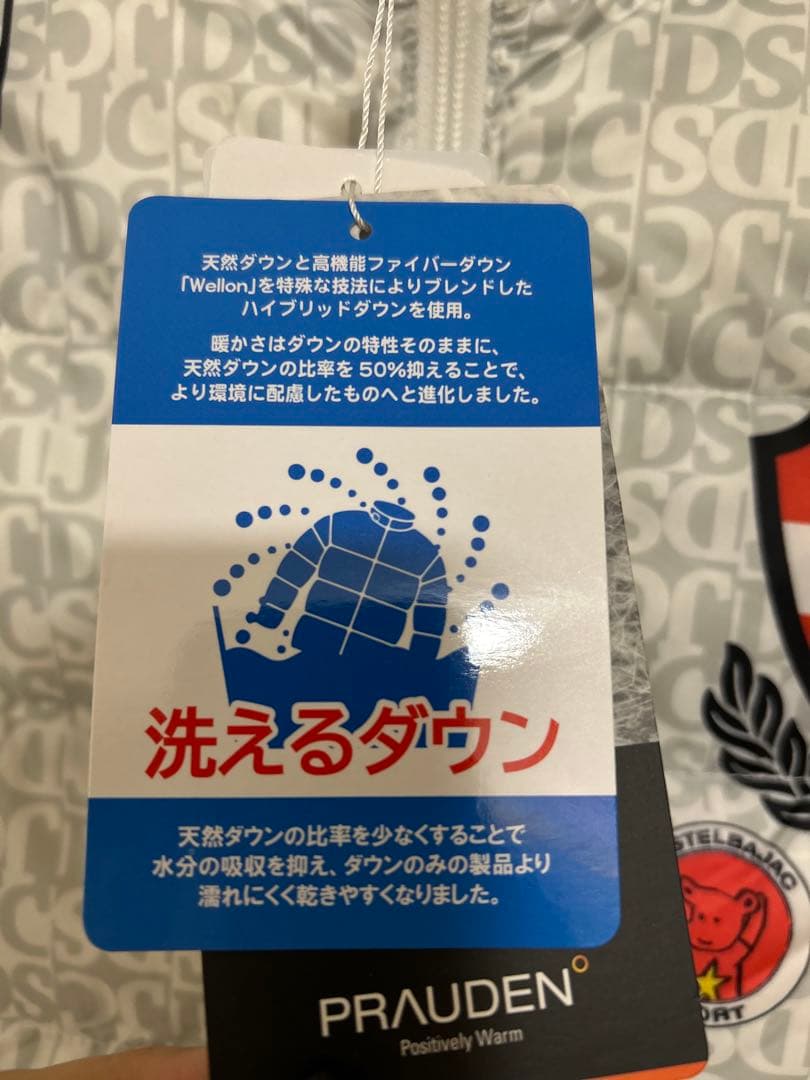 天然ダウンと高機能ファイバーダウン
「Wellon」を特殊な技法によりブレンドした
ハイブリッドダウンを使用。
暖かさはダウンの特性そのままに、
天然ダウンの比率を50%抑えることで、
より環境に配慮したものへと進化しました。
洗えるダウン
天然ダウンの比率を少なくすることで
水分の吸収を抑え、ダウンのみの製品より
濡れにくく乾きやすくなりました。
PRAUDEN
Positively Warm